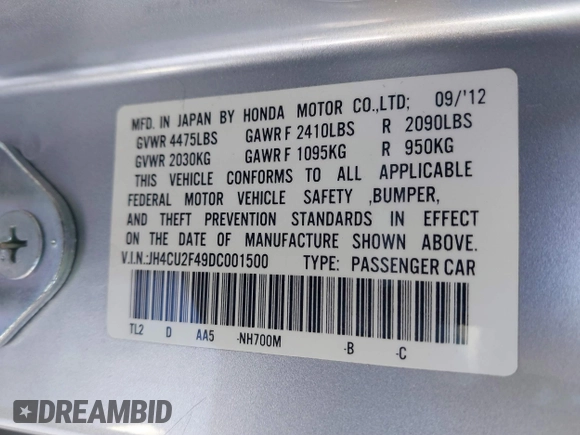 MFD. IN JAPAN BY HONDA MOTOR CO.,LTD; 09/'12
GVWR 4475LBS GAWR F 2410LBS R 2090LBS
GVWR 2030KG GAWR F 1095KG R 950KG
THIS VEHICLE CONFORMS TO ALL APPLICABLE
FEDERAL MOTOR VEHICLE SAFETY ,BUMPER,
AND THEFT PREVENTION STANDARDS IN EFFECT
ON THE DATE OF MANUFACTURE SHOWN ABOVE.
V.I.N.:JH4CU2F49DC001500 TYPE: PASSENGER CAR
TL2 D AA5 -NH700M -B -C
DREAMBID